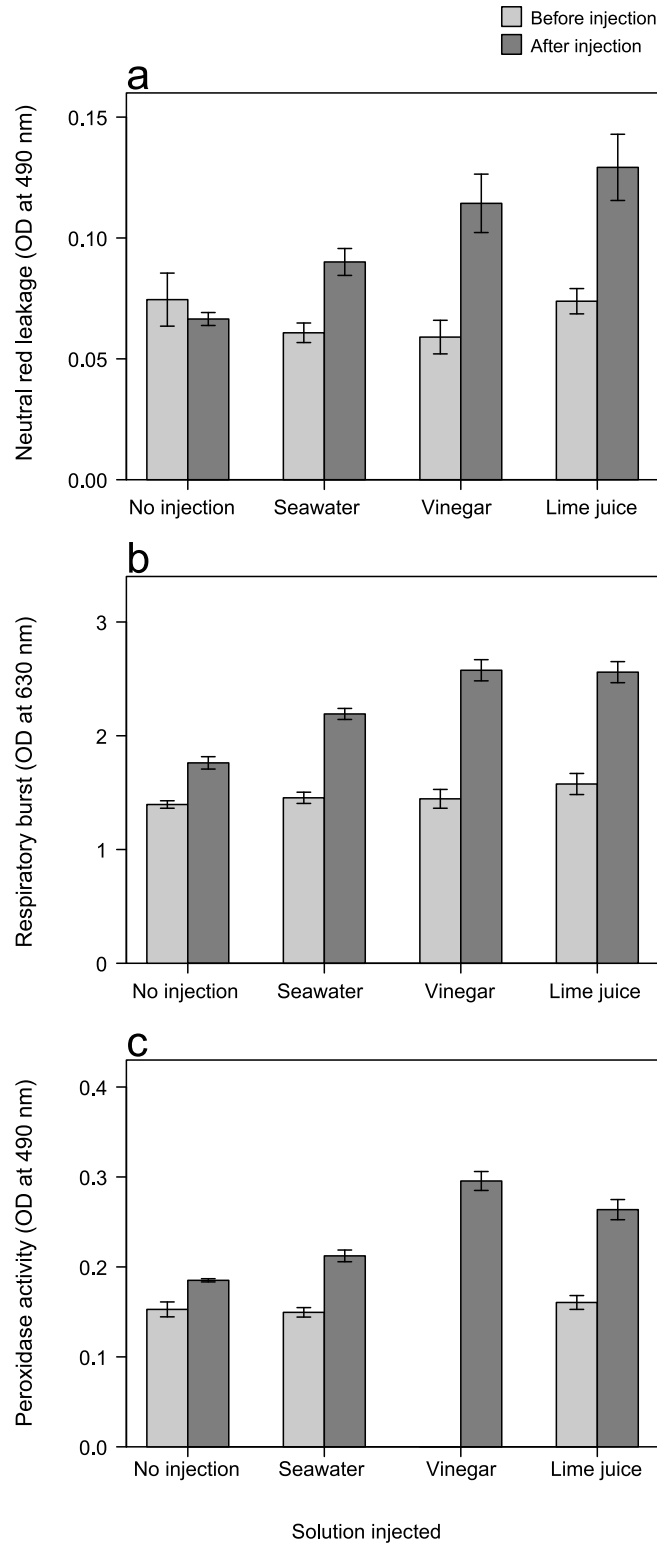 Before injection
After injection
a
Neutral red leakage (OD at 490 nm)
0.15
0.10
0.05
0.00
No injection Seawater Vinegar Lime juice
b
Respiratory burst (OD at 630 nm)
3
2
1
0
No injection Seawater Vinegar Lime juice
c
Peroxidase activity (OD at 490 nm)
0.4
0.3
0.2
0.1
0.0
No injection Seawater Vinegar Lime juice
Solution injected